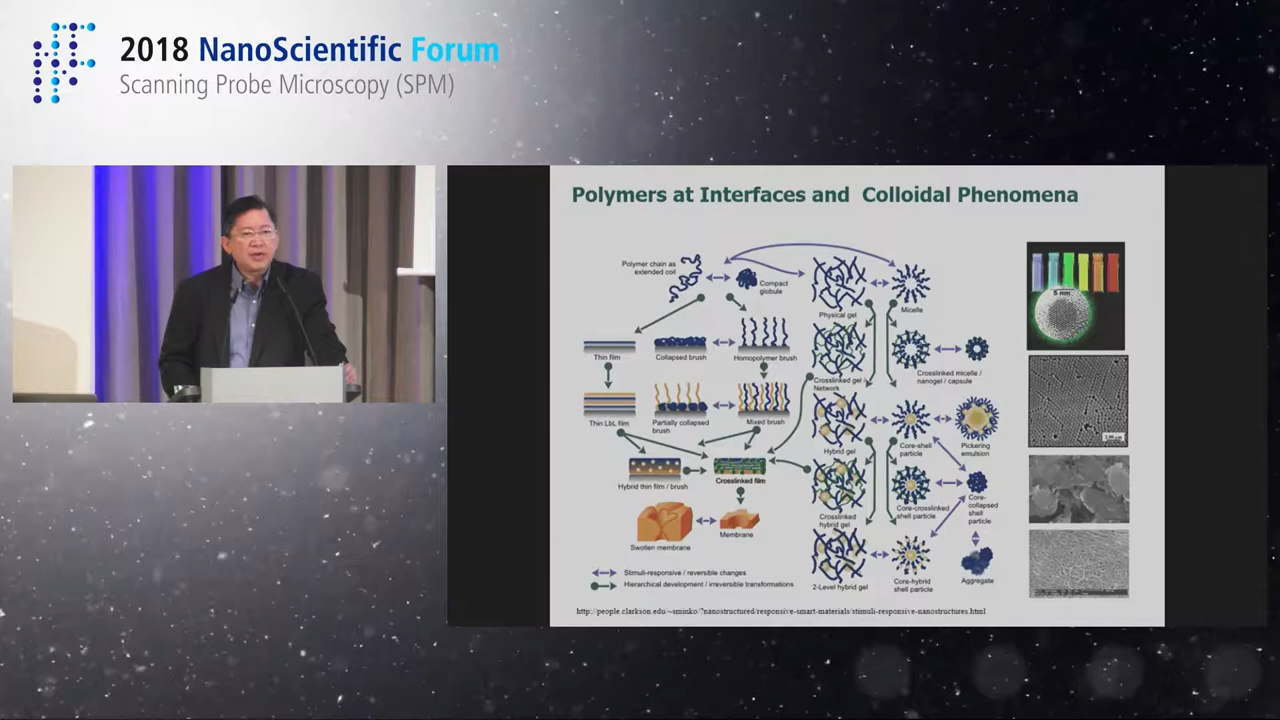 2018 NanoScientific Forum
Scanning Probe Microscopy (SPM)
Polymers at Interfaces and Colloidal Phenomena
Polymer chain as
extended coil
Compact
globule
Physical gel
Micelle
Thin film
Collapsed brush
Homopolymer brush
Crosslinked gel /
Network
Crosslinked micelle /
nanogel / capsule
Thin LbL film
Partially collapsed
brush
Mixed brush
Hybrid gel
Core-shell
particle
Pickering
emulsion
Hybrid thin film / brush
Crosslinked film
Crosslinked
hybrid gel
Core-crosslinked
shell particle
Core-
collapsed
shell
particle
Swollen membrane
Membrane
2-Level hybrid gel
Core-hybrid
shell particle
Aggregate
Stimuli-responsive / reversible changes
Hierarchical development / irreversible transformations
5 nm
http://people.clarkson.edu/~sminko/?nanostructured/responsive-smart-materials/stimuli-responsive-nanostructures.html